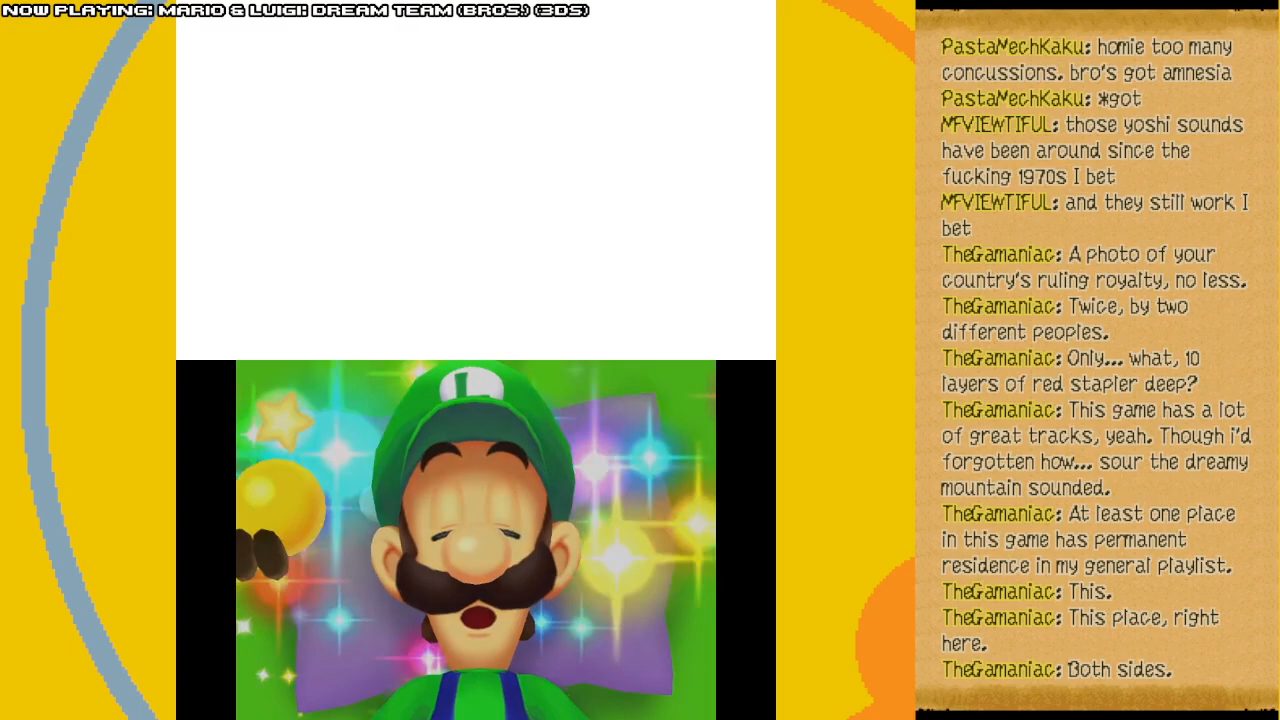 NOW PLAYING: MARIO & LUIGI: DREAM TEAM (BROS.) (3DS)
L
PastaMechKaku: homie too many
concussions. bro's got amnesia
PastaMechKaku: *got
MFVIEWTIFUL: those yoshi sounds
have been around since the
fucking 1970s I bet
MFVIEWTIFUL: and they still work I
bet
TheGamaniac: A photo of your
country's ruling royalty, no less.
TheGamaniac: Twice, by two
different peoples.
TheGamaniac: Only... what, 10
layers of red stapler deep?
TheGamaniac: This game has a lot
of great tracks, yeah. Though i'd
forgotten how... sour the dreamy
mountain sounded.
TheGamaniac: At least one place
in this game has permanent
residence in my general playlist.
TheGamaniac: This.
TheGamaniac: This place, right
here.
TheGamaniac: Both sides.